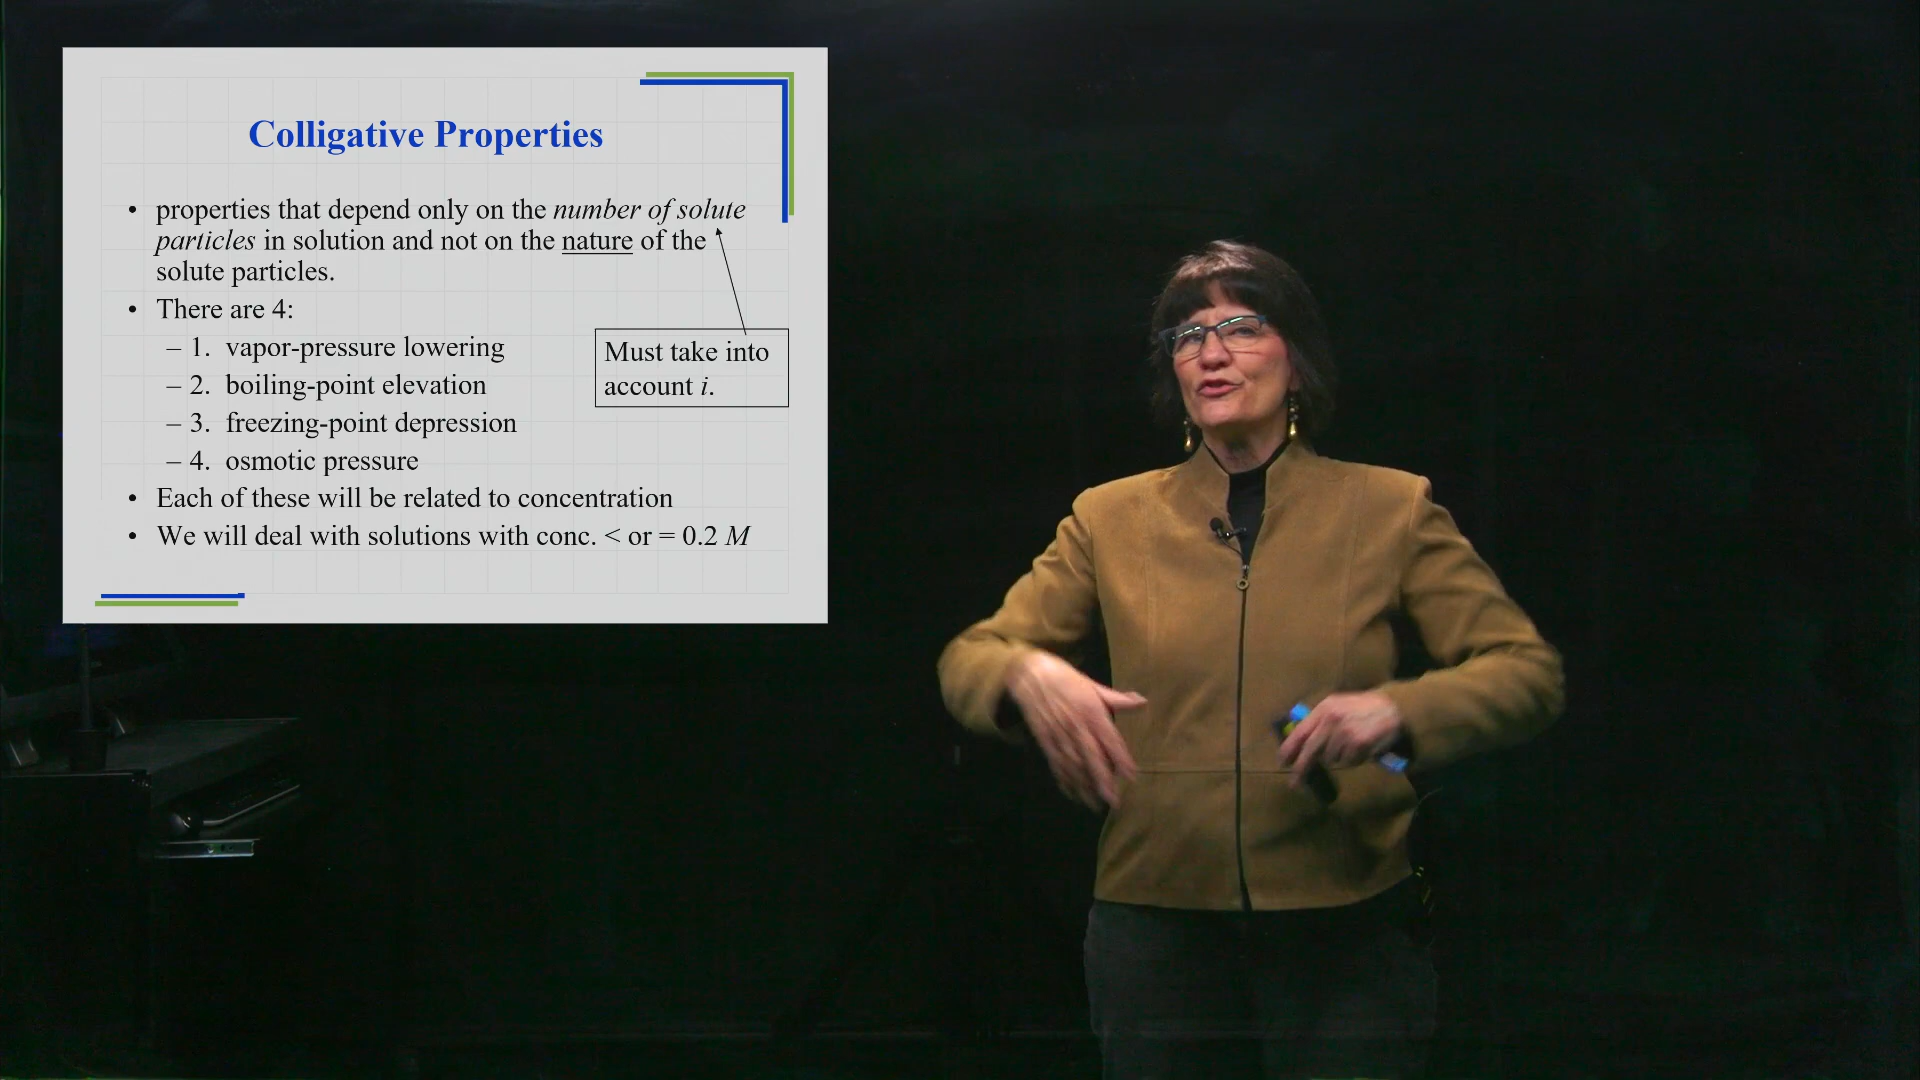 Colligative Properties
• properties that depend only on the number of solute
particles in solution and not on the nature of the
solute particles.
• There are 4:
– 1. vapor-pressure lowering
– 2. boiling-point elevation
– 3. freezing-point depression
– 4. osmotic pressure
Must take into
account i.
• Each of these will be related to concentration
• We will deal with solutions with conc. < or = 0.2 M